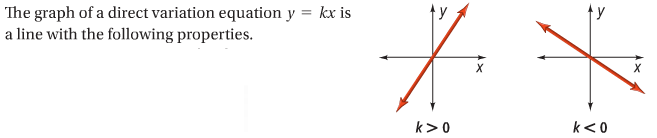 The graph of a direct variation equation y = kx is
a line with the following properties.
y
x
k > 0
y
x
k < 0